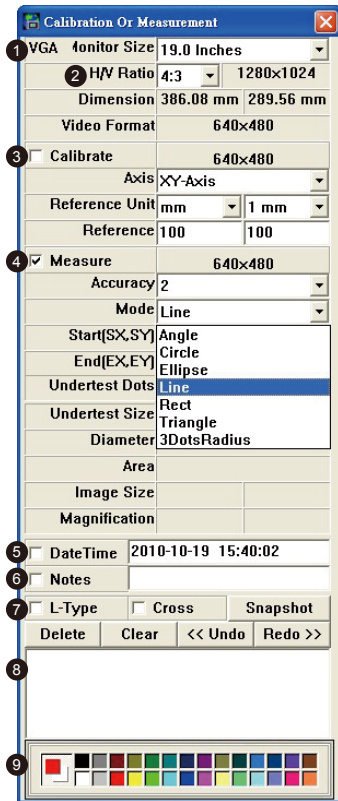 Calibration Or Measurement
1 VGA Monitor Size 19.0 Inches
2 H/V Ratio 4:3 1280×1024
Dimension 386.08 mm 289.56 mm
Video Format 640×480
3 Calibrate 640×480
Axis XY-Axis
Reference Unit mm 1 mm
Reference 100 100
4 Measure 640×480
Accuracy 2
Mode Line
Start(SX,SY) Angle
Circle
End(EX,EY) Ellipse
Undertest Dots Line
Undertest Size Rect
Triangle
Diameter 3DotsRadius
Area
Image Size
Magnification
5 DateTime 2010-10-19 15:40:02
6 Notes
7 L-Type Cross Snapshot
Delete Clear << Undo Redo >>
8
9